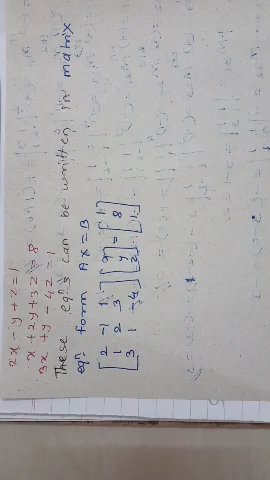 2x - y + z = 1
x + 2y + 3z = 8
3x + y - 4z = 1
These eqns can be written in matrix
eqn form AX = B
[2 -1 1] [x] [1]
[1 2 3] [y] = [8]
[3 1 -4] [z] [1]